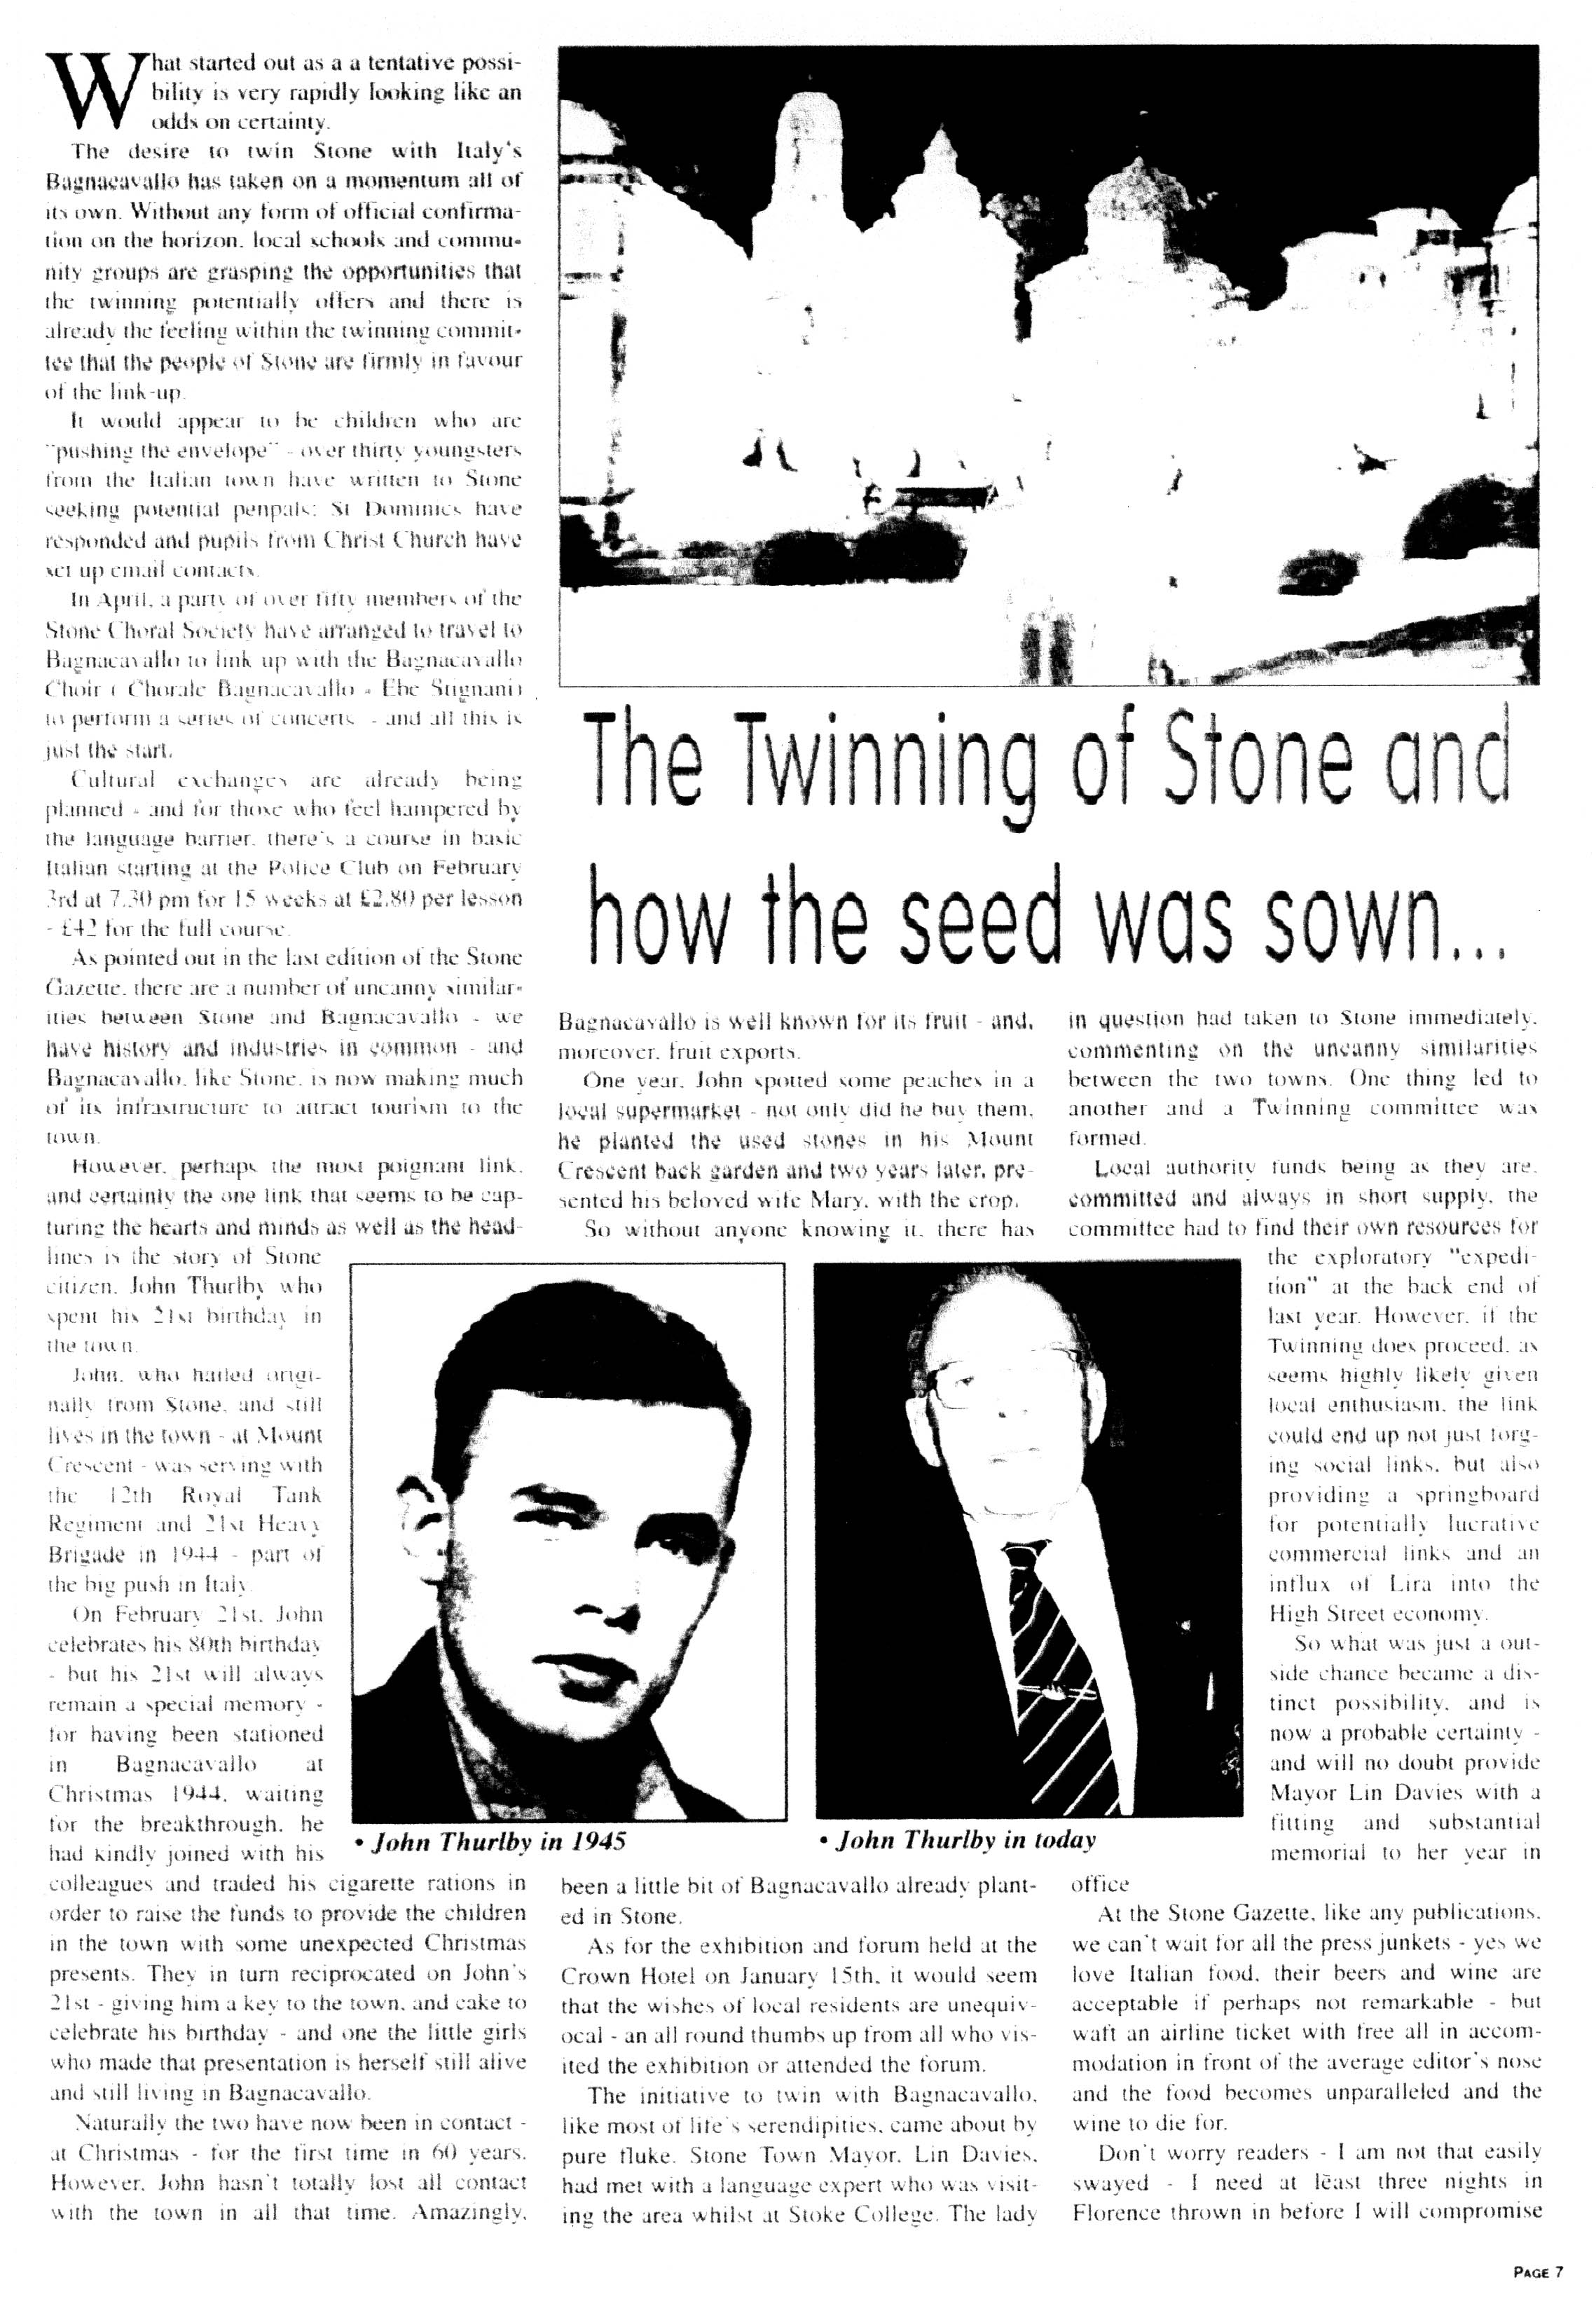 What started out as a a tentative possi-
bility is very rapidly looking like an
odds on certainty.
The desire to twin Stone with Italy's
Bagnacavallo has taken on a momentum all of
its own. Without any form of official confirma-
tion on the horizon, local schools and commu-
nity groups are grasping the opportunities that
the twinning potentially offers and there is
already the feeling within the twinning commit-
tee that the people of Stone are firmly in favour
of the link-up.
It would appear to be children who are
"pushing the envelope" - over thirty youngsters
from the Italian town have written to Stone
seeking potential penpals; St Dominics have
responded and pupils from Christ Church have
set up email contacts.
In April, a party of over fifty members of the
Stone Choral Society have arranged to travel to
Bagnacavallo to link up with the Bagnacavallo
Choir ( Chorale Bagnacavallo - Ebe Stignani)
to perform a series of concerts - and all this is
just the start.
Cultural exchanges are already being
planned - and for those who feel hampered by
the language barrier, there's a course in basic
Italian starting at the Police Club on February
3rd at 7.30 pm for 15 weeks at £2.80 per lesson
- £42 for the full course.
As pointed out in the last edition of the Stone
Gazette, there are a number of uncanny similar-
ities between Stone and Bagnacavallo - we
have history and industries in common - and
Bagnacavallo, like Stone, is now making much
of its infrastructure to attract tourism to the
town.
However, perhaps the most poignant link,
and certainly the one link that seems to be cap-
turing the hearts and minds as well as the head-
lines is the story of Stone
citizen, John Thurlby who
spent his 21st birthday in
the town.
John, who hailed origi-
nally from Stone, and still
lives in the town - at Mount
Crescent - was serving with
the 12th Royal Tank
Regiment and 21st Heavy
Brigade in 1944 - part of
the big push in Italy.
On February 21st, John
celebrates his 80th birthday
- but his 21st will always
remain a special memory -
for having been stationed
in Bagnacavallo at
Christmas 1944, waiting
for the breakthrough, he
had kindly joined with his
colleagues and traded his cigarette rations in
order to raise the funds to provide the children
in the town with some unexpected Christmas
presents. They in turn reciprocated on John's
21st - giving him a key to the town, and cake to
celebrate his birthday - and one the little girls
who made that presentation is herself still alive
and still living in Bagnacavallo.
Naturally the two have now been in contact -
at Christmas - for the first time in 60 years.
However, John hasn't totally lost all contact
with the town in all that time. Amazingly,
The Twinning of Stone and
how the seed was sown...
Bagnacavallo is well known for its fruit - and,
moreover, fruit exports.
One year, John spotted some peaches in a
local supermarket - not only did he buy them,
he planted the used stones in his Mount
Crescent back garden and two years later, pre-
sented his beloved wife Mary, with the crop.
So without anyone knowing it, there has
• John Thurlby in 1945
• John Thurlby in today
been a little bit of Bagnacavallo already plant-
ed in Stone.
As for the exhibition and forum held at the
Crown Hotel on January 15th, it would seem
that the wishes of local residents are unequiv-
ocal - an all round thumbs up from all who vis-
ited the exhibition or attended the forum.
The initiative to twin with Bagnacavallo,
like most of life's serendipities, came about by
pure fluke. Stone Town Mayor, Lin Davies,
had met with a language expert who was visit-
ing the area whilst at Stoke College. The lady
in question had taken to Stone immediately,
commenting on the uncanny similarities
between the two towns. One thing led to
another and a Twinning committee was
formed.
Local authority funds being as they are,
committed and always in short supply, the
committee had to find their own resources for
the exploratory "expedi-
tion" at the back end of
last year. However, if the
Twinning does proceed, as
seems highly likely given
local enthusiasm, the link
could end up not just forg-
ing social links, but also
providing a springboard
for potentially lucrative
commercial links and an
influx of Lira into the
High Street economy.
So what was just a out-
side chance became a dis-
tinct possibility, and is
now a probable certainty -
and will no doubt provide
Mayor Lin Davies with a
fitting and substantial
memorial to her year in
office
At the Stone Gazette, like any publications,
we can't wait for all the press junkets - yes we
love Italian food, their beers and wine are
acceptable if perhaps not remarkable - but
waft an airline ticket with free all in accom-
modation in front of the average editor's nose
and the food becomes unparalleled and the
wine to die for.
Don't worry readers - I am not that easily
swayed - I need at least three nights in
Florence thrown in before I will compromise
PAGE 7